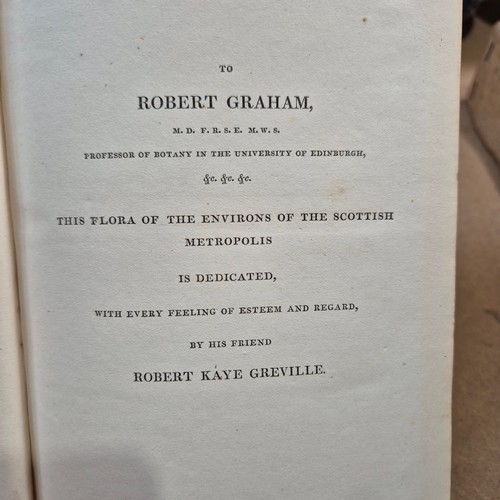 TO
ROBERT GRAHAM,
M. D. F. R. S. E. M. W. S.
PROFESSOR OF BOTANY IN THE UNIVERSITY OF EDINBURGH,
&c. &c. &c.
THIS FLORA OF THE ENVIRONS OF THE SCOTTISH
METROPOLIS
IS DEDICATED,
WITH EVERY FEELING OF ESTEEM AND REGARD,
BY HIS FRIEND
ROBERT KAYE GREVILLE.